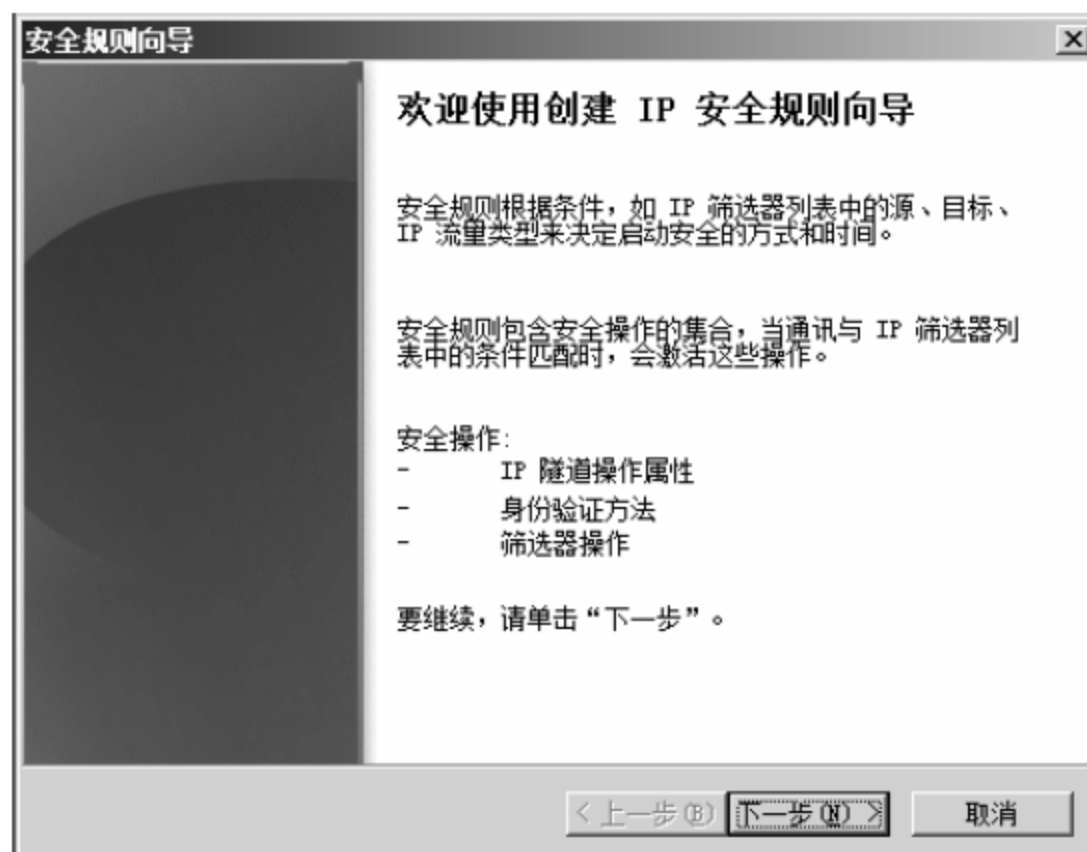 安全规则向导
欢迎使用创建 IP 安全规则向导
安全规则根据条件，如 IP 筛选器列表中的源、目标、
IP 流量类型来决定启动安全的方式和时间。
安全规则包含安全操作的集合，当通讯与 IP 筛选器列
表中的条件匹配时，会激活这些操作。
安全操作:
- IP 隧道操作属性
- 身份验证方法
- 筛选器操作
要继续，请单击“下一步”。
< 上一步(B) 下一步(N) > 取消